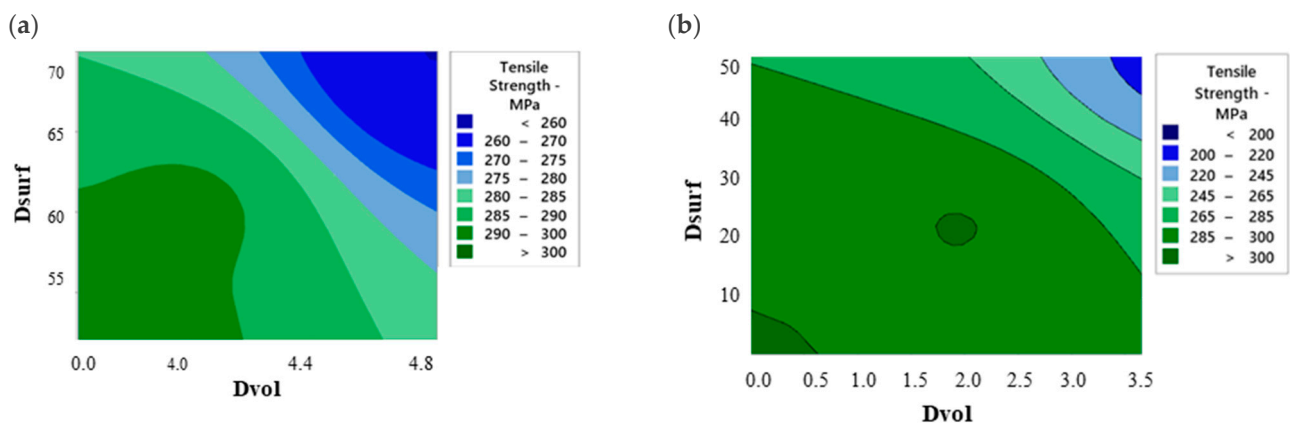 (a)
Dsurf
70
65
60
55
0.0 4.0 4.4 4.8
Dvol
Tensile
Strength -
MPa
< 260
260 – 270
270 – 275
275 – 280
280 – 285
285 – 290
290 – 300
> 300
(b)
Dsurf
50
40
30
20
10
0.0 0.5 1.0 1.5 2.0 2.5 3.0 3.5
Dvol
Tensile
Strength -
MPa
< 200
200 – 220
220 – 245
245 – 265
265 – 285
285 – 300
> 300